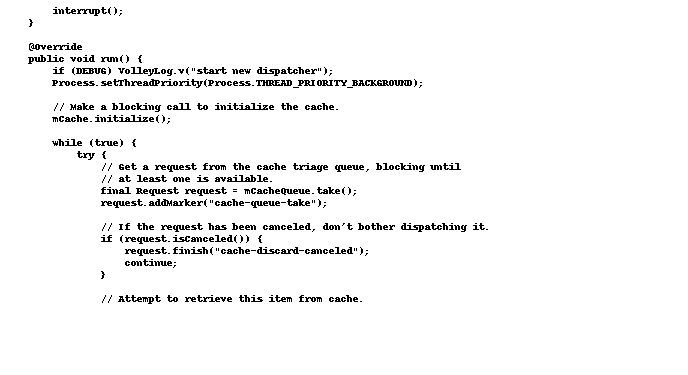 interrupt();
}
@Override
public void run() {
if (DEBUG) VolleyLog.v("start new dispatcher");
Process.setThreadPriority(Process.THREAD_PRIORITY_BACKGROUND);
// Make a blocking call to initialize the cache.
mCache.initialize();
while (true) {
try {
// Get a request from the cache triage queue, blocking until
// at least one is available.
final Request request = mCacheQueue.take();
request.addMarker("cache-queue-take");
// If the request has been canceled, don't bother dispatching it.
if (request.isCanceled()) {
request.finish("cache-discard-canceled");
continue;
}
// Attempt to retrieve this item from cache.